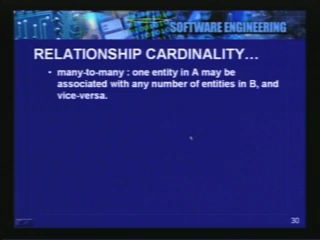 SOFTWARE ENGINEERING
RELATIONSHIP CARDINALITY...
• many-to-many : one entity in A may be
associated with any number of entities in B, and
vice-versa.
30